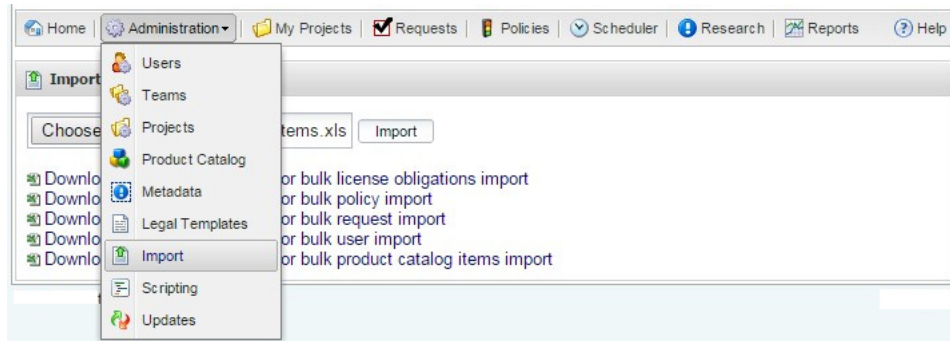 Home | Administration | My Projects | Requests | Policies | Scheduler | Research | Reports Help
Users
Import
Teams
Projects
Choose tems.xls Import
Product Catalog
Downlo or bulk license obligations import
Metadata
Downlo or bulk policy import
Downlo or bulk request import
Legal Templates
Downlo or bulk user import
Import
Downlo or bulk product catalog items import
Scripting
Updates